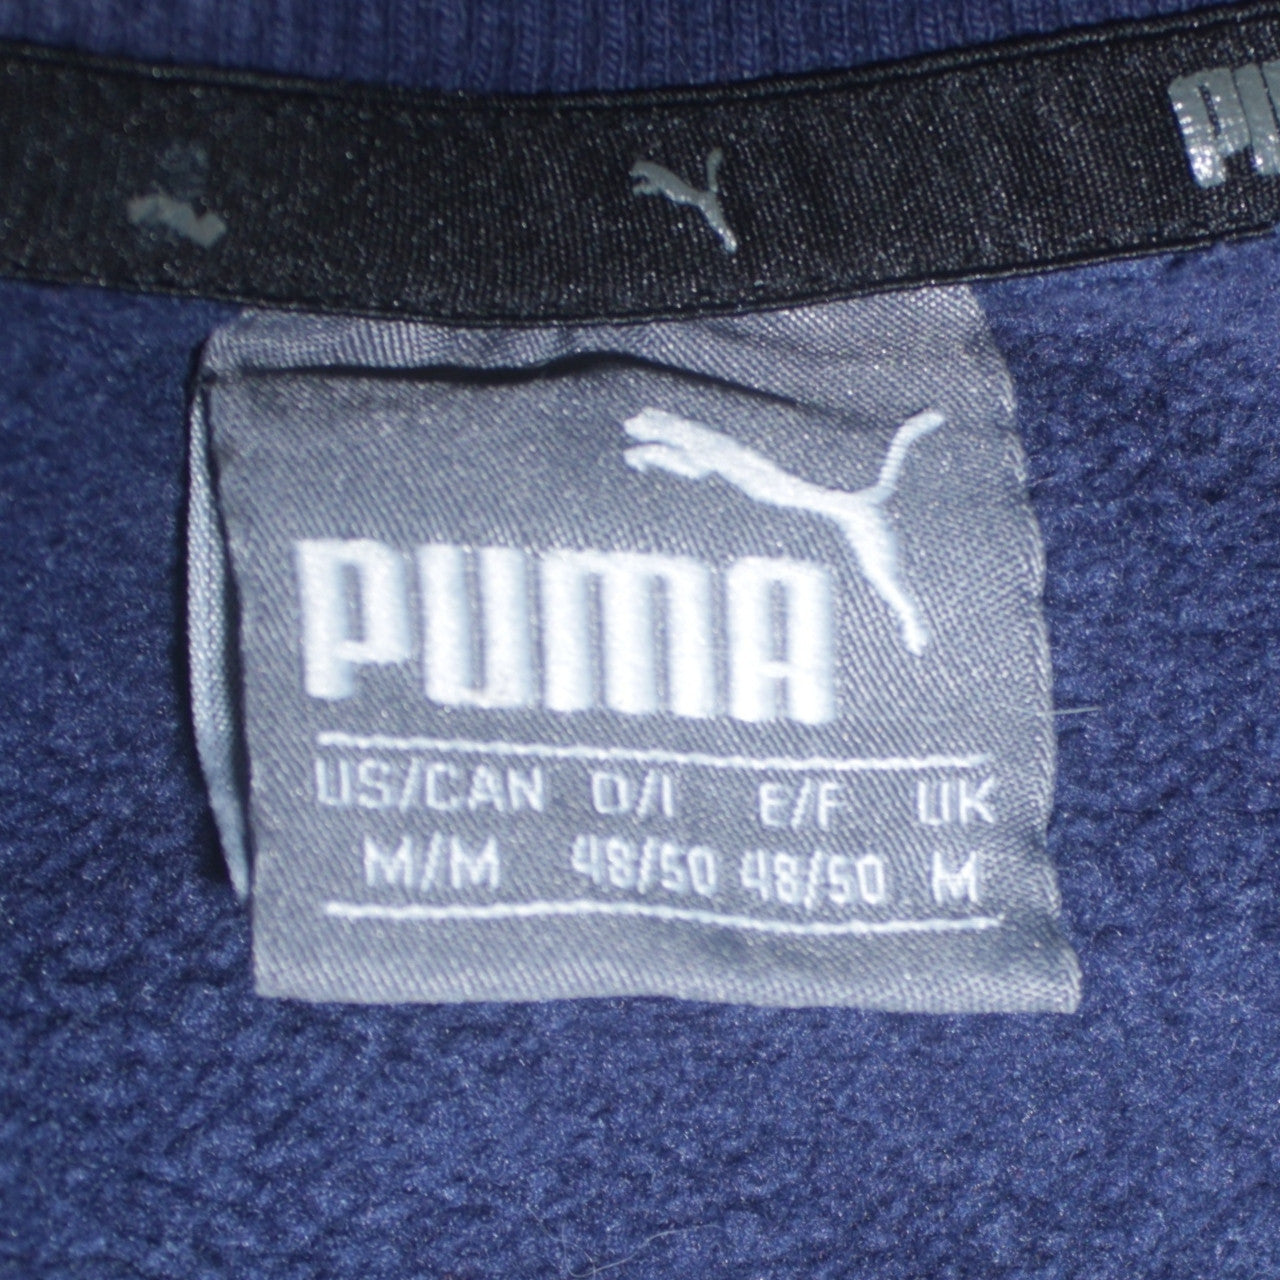 PUMA
PUMA
US/CAN D/I E/F UK
M/M 48/50 48/50 M